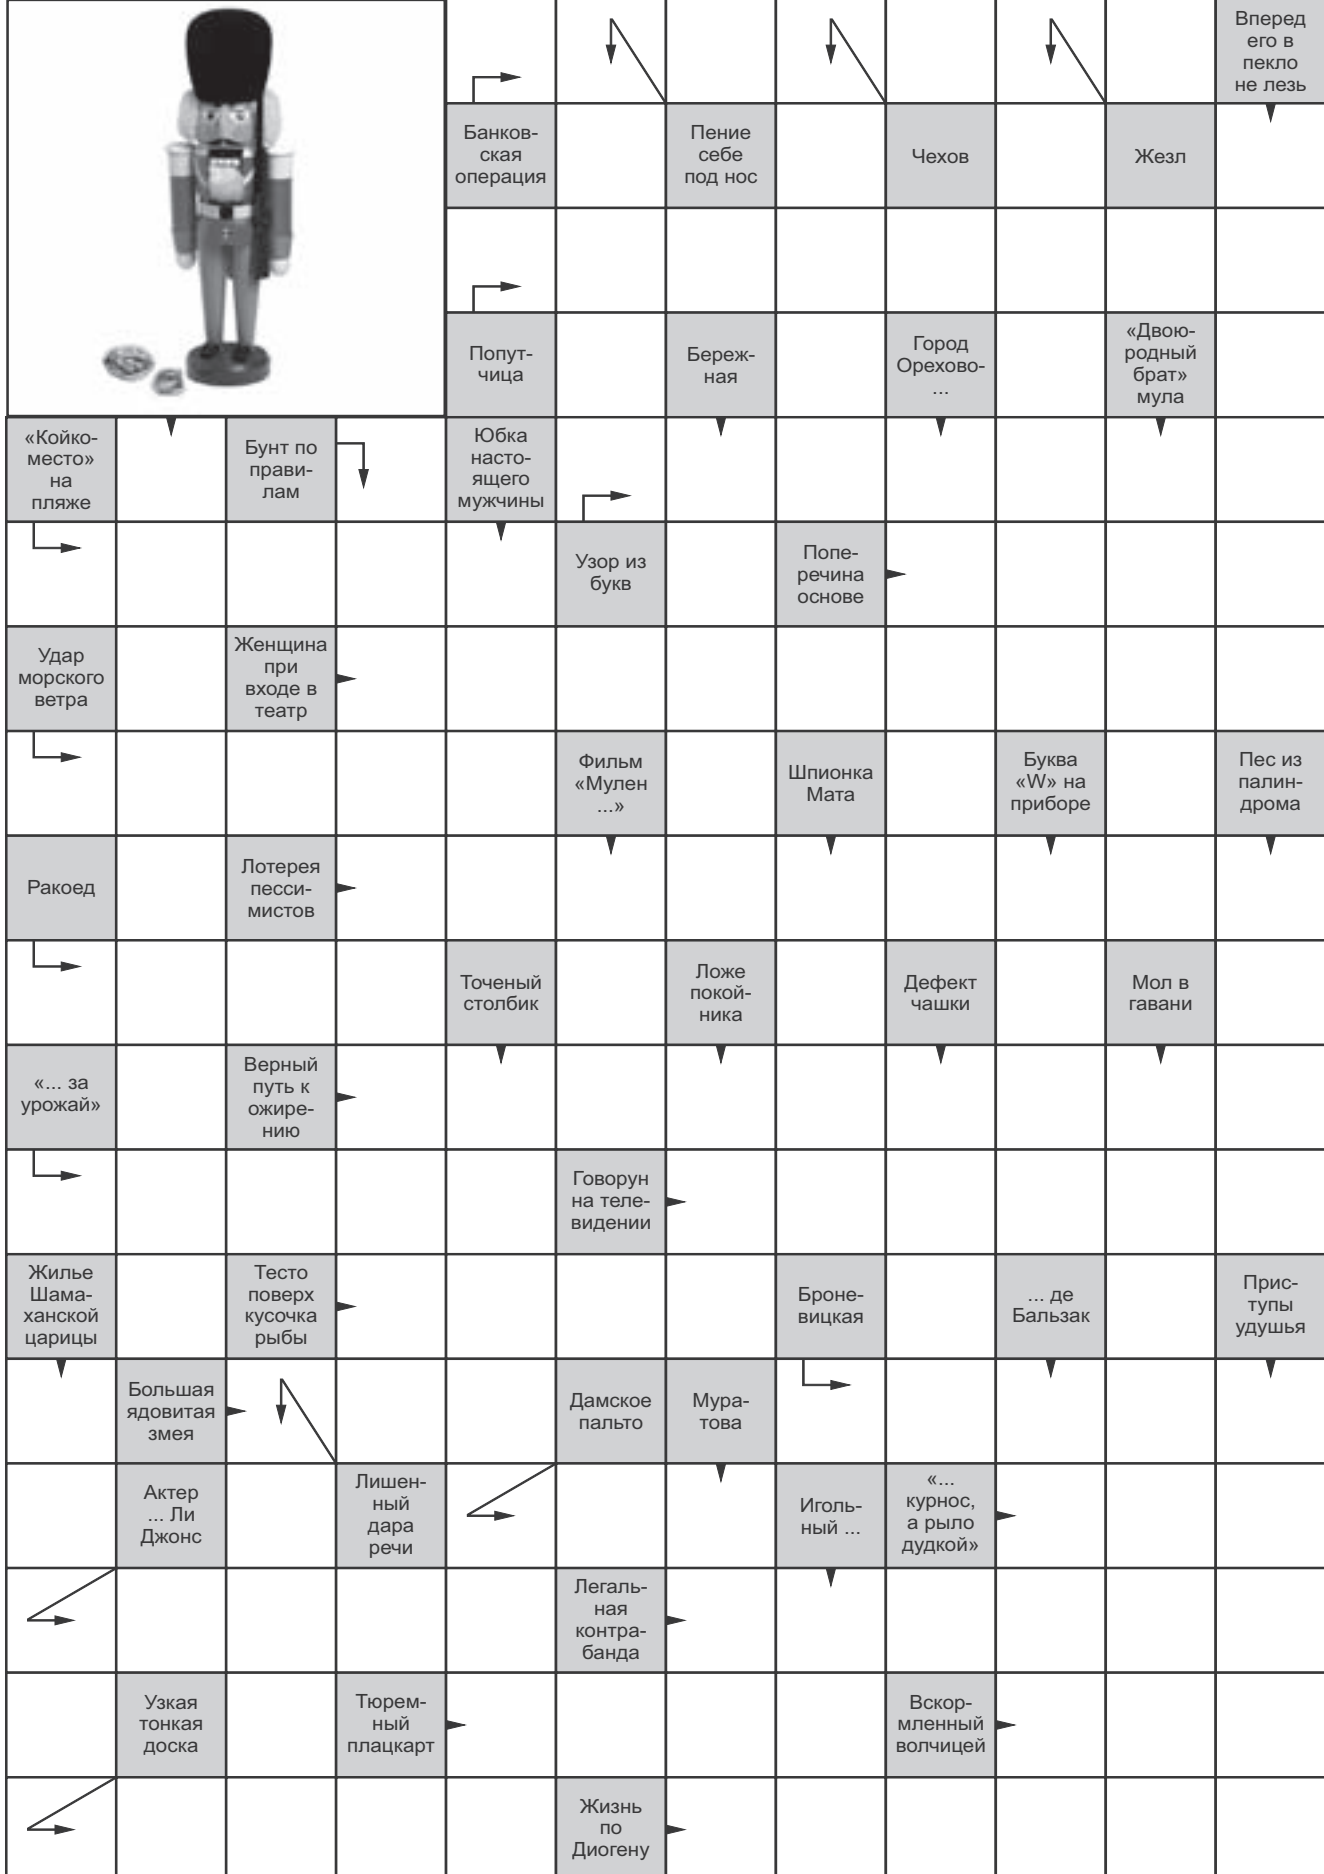 Вперед
его в
пекло
не лезь
Банков-
ская
операция
Пение
себе
под нос
Чехов
Жезл
Попут-
чица
Береж-
ная
Город
Орехово-
...
«Двою-
родный
брат»
мула
«Койко-
место»
на
пляже
Бунт по
прави-
лам
Юбка
насто-
ящего
мужчины
Узор из
букв
Попе-
речина
основе
Удар
морского
ветра
Женщина
при
входе в
театр
Фильм
«Мулен
...»
Шпионка
Мата
Буква
«W» на
приборе
Пес из
палин-
дрома
Ракоед
Лотерея
песси-
мистов
Точеный
столбик
Ложе
покой-
ника
Дефект
чашки
Мол в
гавани
«... за
урожай»
Верный
путь к
ожире-
нию
Говорун
на теле-
видении
Жилье
Шама-
ханской
царицы
Тесто
поверх
кусочка
рыбы
Броне-
вицкая
... де
Бальзак
Прис-
тупы
удушья
Большая
ядовитая
змея
Дамское
пальто
Мура-
това
Актер
... Ли
Джонс
Лишен-
ный
дара
речи
Иголь-
ный ...
«...
курнос,
а рыло
дудкой»
Легаль-
ная
контра-
банда
Узкая
тонкая
доска
Тюрем-
ный
плацкарт
Вскор-
мленный
волчицей
Жизнь
по
Диогену